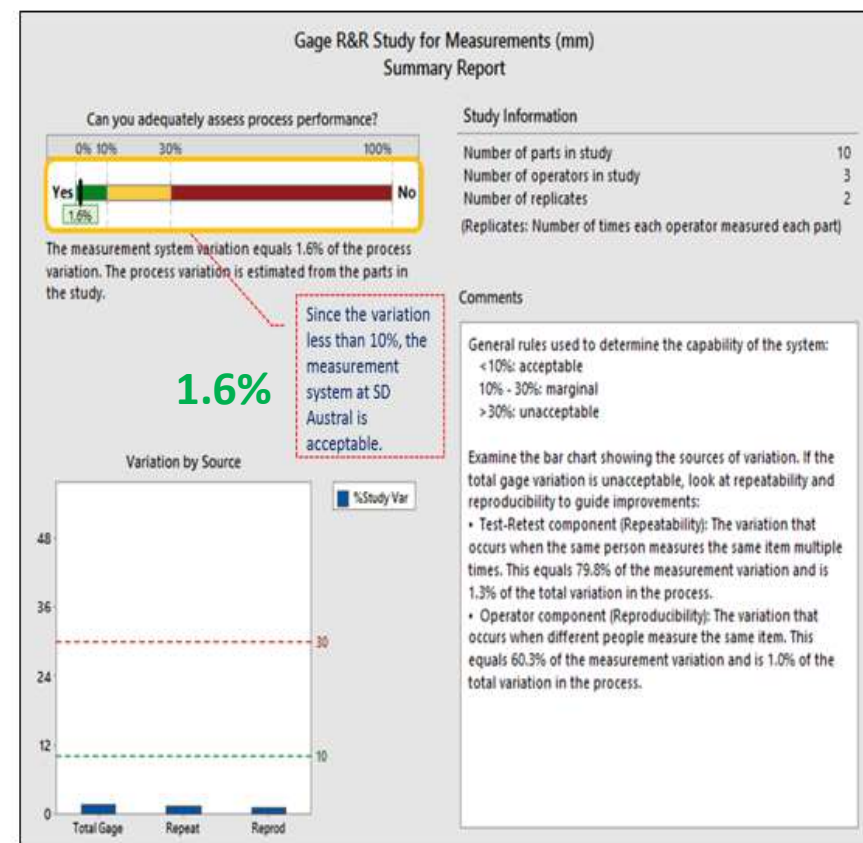 Gage R&R Study for Measurements (mm)
Summary Report
Can you adequately assess process performance?
0% 10% 30% 100%
Yes No
1.6%
The measurement system variation equals 1.6% of the process
variation. The process variation is estimated from the parts in
the study.
Since the variation
less than 10%, the
measurement
system at SD
Austral is
acceptable.
1.6%
Variation by Source
%Study Var
48
36
30
24
12
10
0
Total Gage Repeat Reprod
Study Information
Number of parts in study 10
Number of operators in study 3
Number of replicates 2
(Replicates: Number of times each operator measured each part)
Comments
General rules used to determine the capability of the system:
<10%: acceptable
10% - 30%: marginal
>30%: unacceptable
Examine the bar chart showing the sources of variation. If the
total gage variation is unacceptable, look at repeatability and
reproducibility to guide improvements:
• Test-Retest component (Repeatability): The variation that
occurs when the same person measures the same item multiple
times. This equals 79.8% of the measurement variation and is
1.3% of the total variation in the process.
• Operator component (Reproducibility): The variation that
occurs when different people measure the same item. This
equals 60.3% of the measurement variation and is 1.0% of the
total variation in the process.